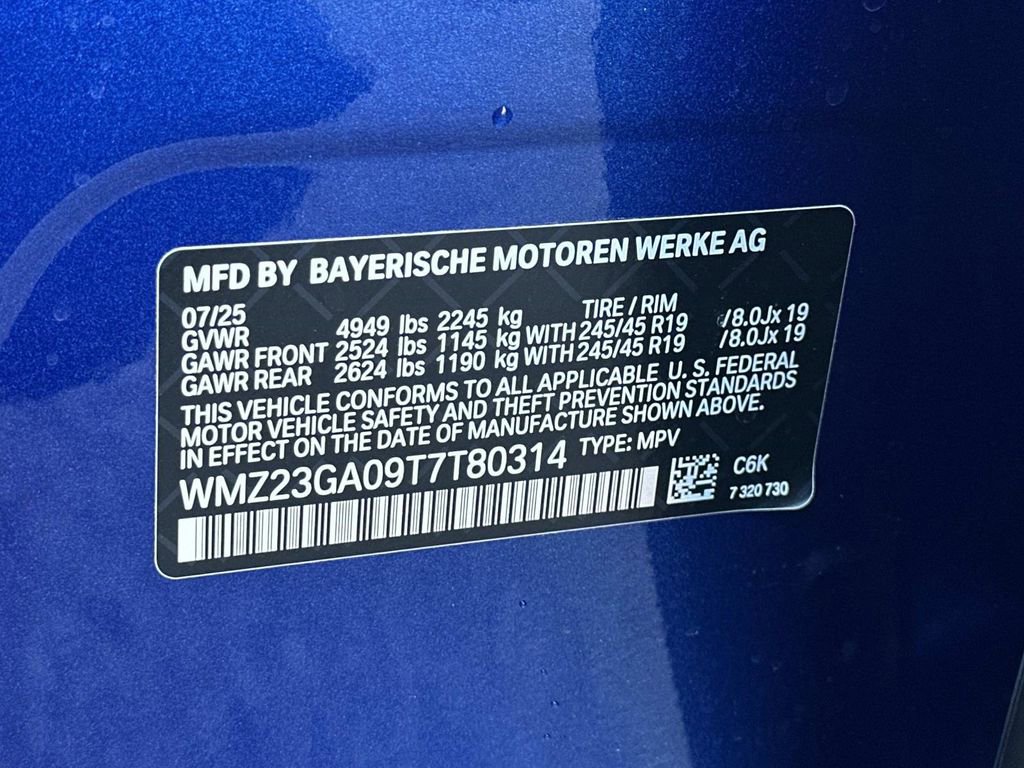 MFD BY BAYERISCHE MOTOREN WERKE AG
07/25 TIRE / RIM
GVWR 4949 lbs 2245 kg
GAWR FRONT 2524 lbs 1145 kg WITH 245/45 R19 /8.0Jx 19
GAWR REAR 2624 lbs 1190 kg WITH 245/45 R19 /8.0Jx 19
THIS VEHICLE CONFORMS TO ALL APPLICABLE U. S. FEDERAL
MOTOR VEHICLE SAFETY AND THEFT PREVENTION STANDARDS
IN EFFECT ON THE DATE OF MANUFACTURE SHOWN ABOVE.
WMZ23GA09T7T80314 TYPE: MPV
C6K
7 320 730